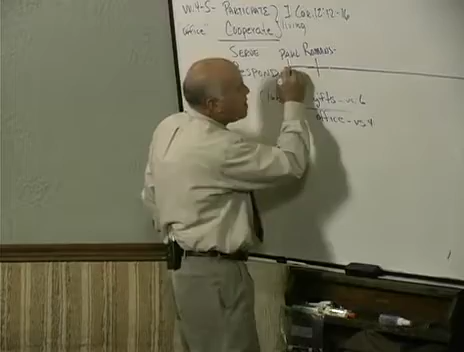 vv. 4-5- PARTICIPATE } I Cor. 12:12-16
office" Cooperate } living
SERVE PAUL ROMANS.
RESPOND
gifts - vs. 6
office - vs 4